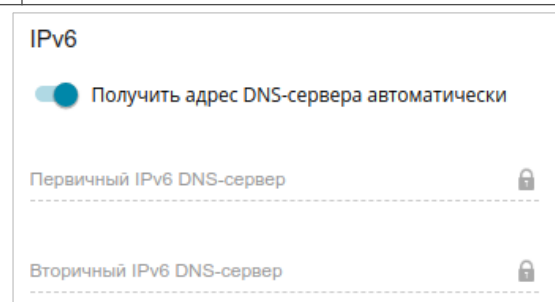 IPv6
Получить адрес DNS-сервера автоматически
Первичный IPv6 DNS-сервер
Вторичный IPv6 DNS-сервер